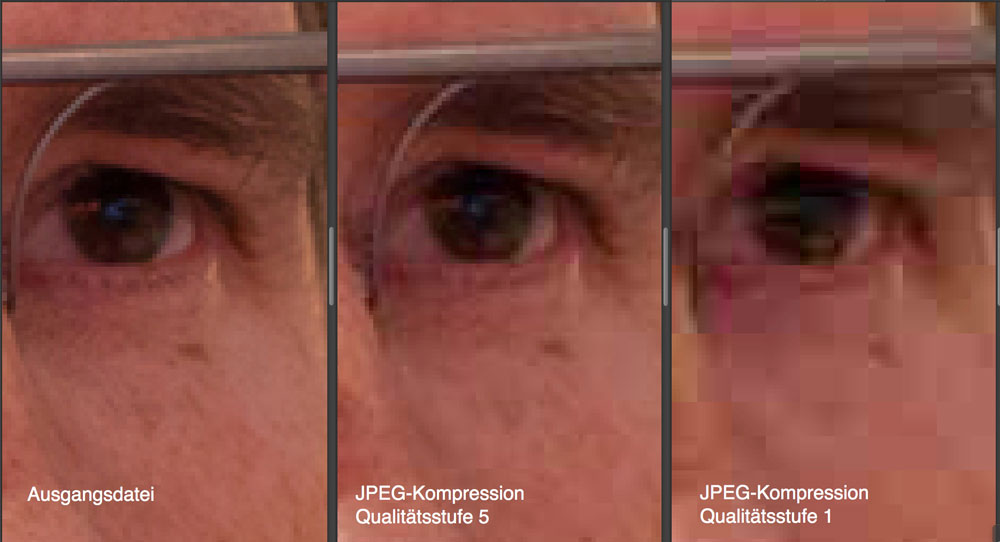 Ausgangsdatei
JPEG-Kompression
Qualitätsstufe 5
JPEG-Kompression
Qualitätsstufe 1